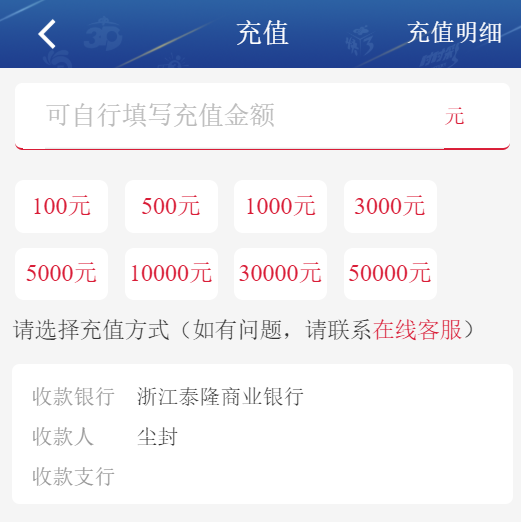 充值 充值明细
可自行填写充值金额 元
100元 500元 1000元 3000元
5000元 10000元 30000元 50000元
请选择充值方式（如有问题，请联系在线客服）
收款银行 浙江泰隆商业银行
收款人 尘封
收款支行